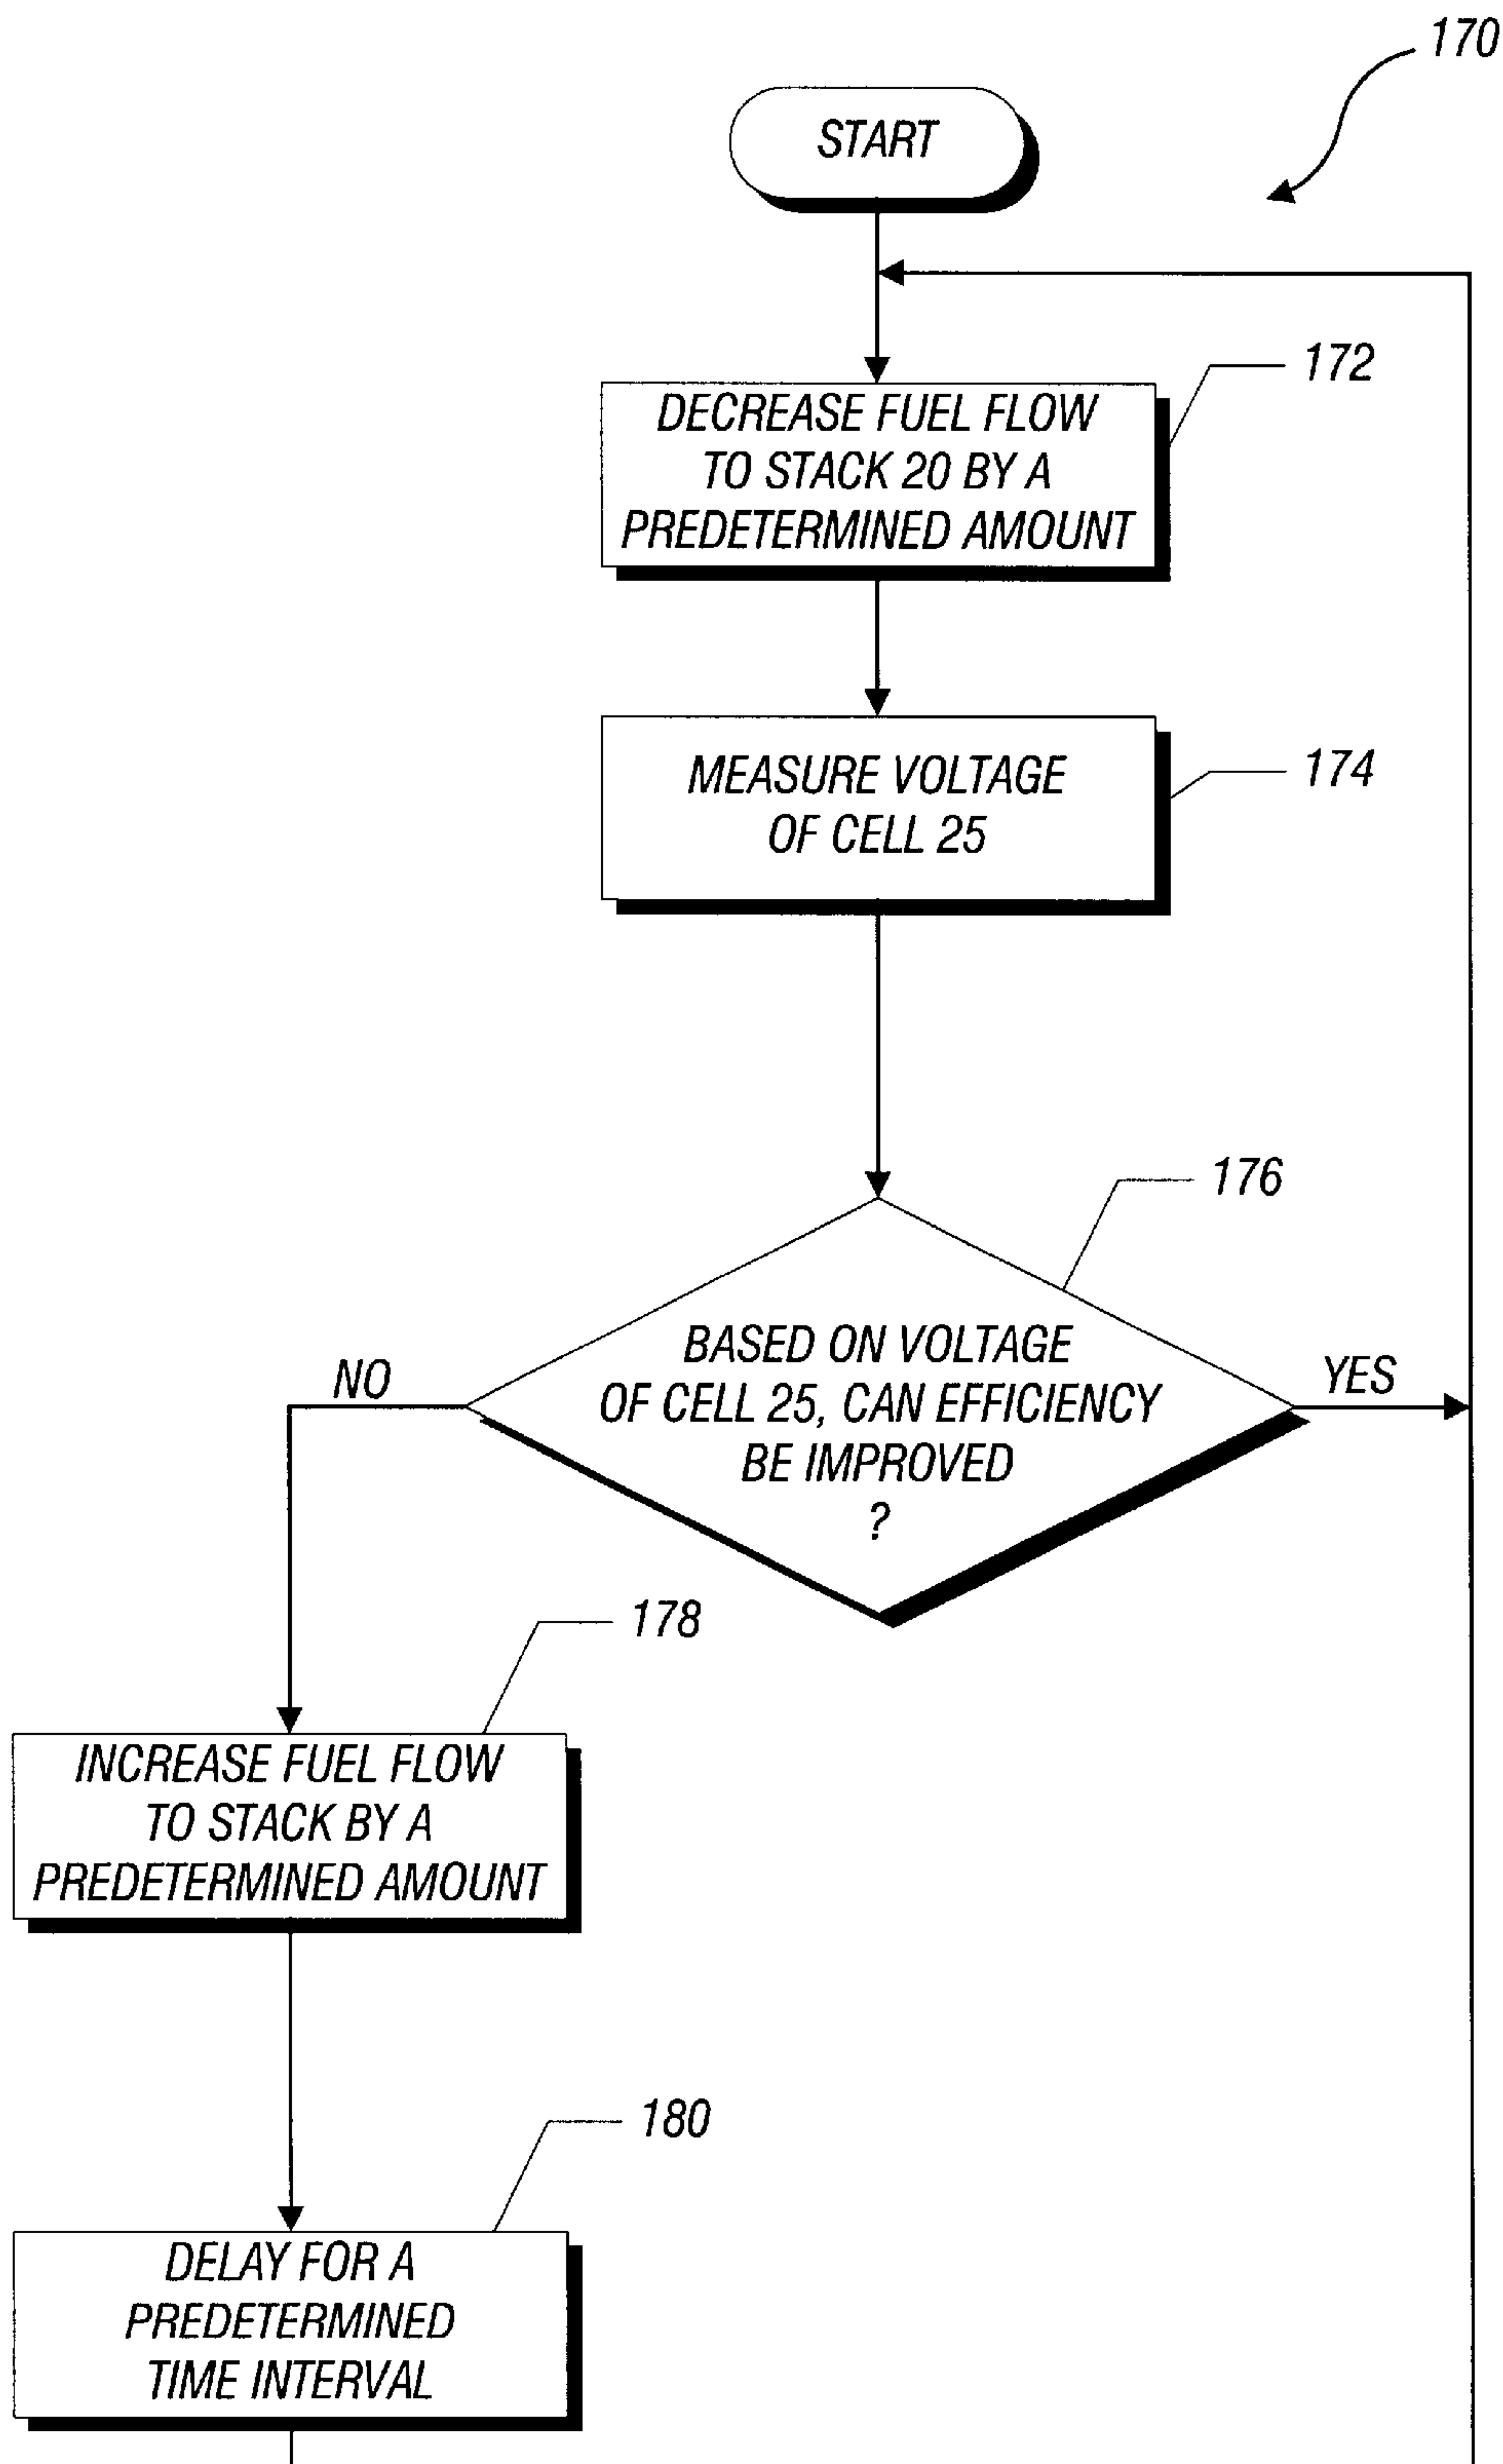 170
START
172
DECREASE FUEL FLOW
TO STACK 20 BY A
PREDETERMINED AMOUNT
174
MEASURE VOLTAGE
OF CELL 25
176
BASED ON VOLTAGE
OF CELL 25, CAN EFFICIENCY
BE IMPROVED
?
NO
YES
178
INCREASE FUEL FLOW
TO STACK BY A
PREDETERMINED AMOUNT
180
DELAY FOR A
PREDETERMINED
TIME INTERVAL